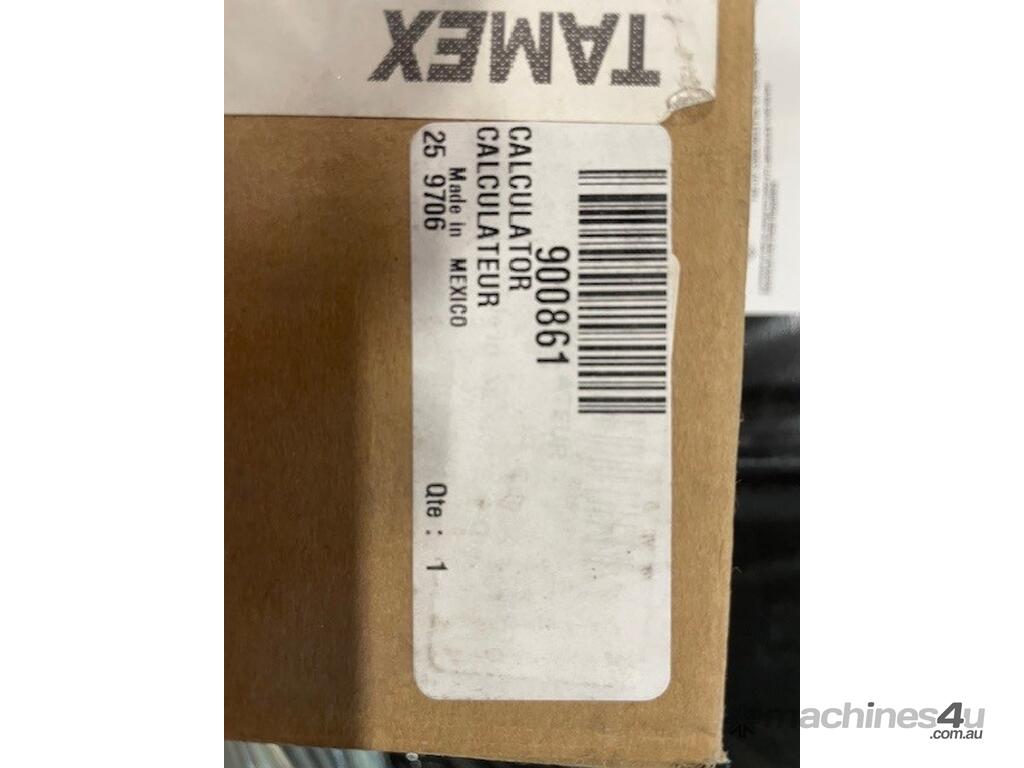 TAMEX
900861
CALCULATOR
CALCULATEUR
Made in MEXICO
25 9706
Qte : 1
machines4u
.com.au